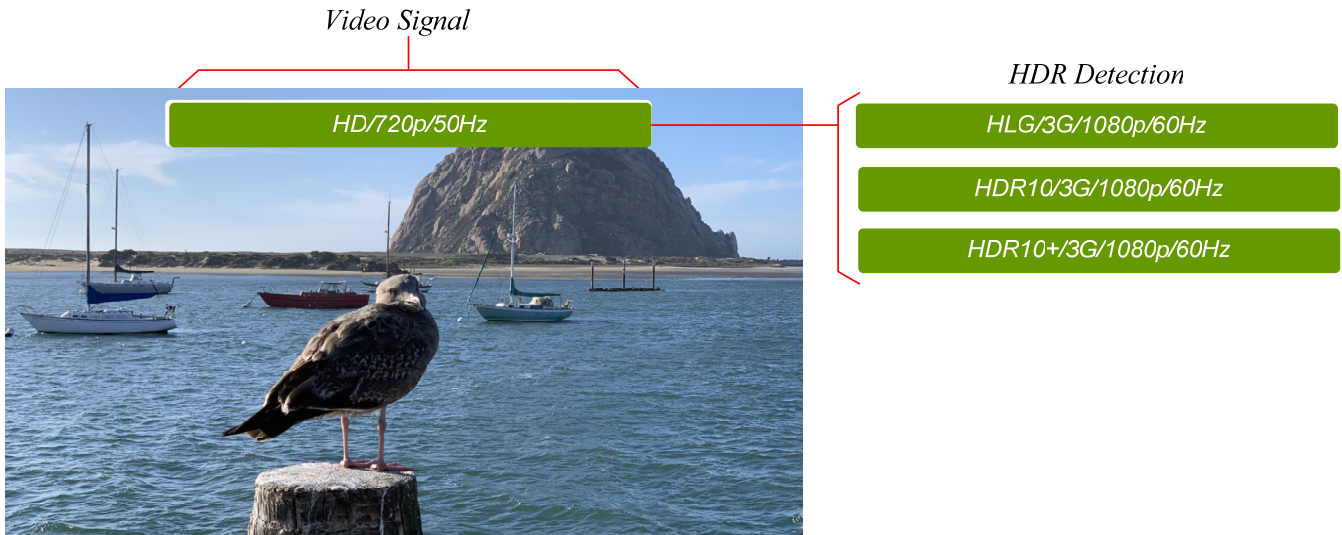 Video Signal
HDR Detection
HD/720p/50Hz
HLG/3G/1080p/60Hz
HDR10/3G/1080p/60Hz
HDR10+/3G/1080p/60Hz